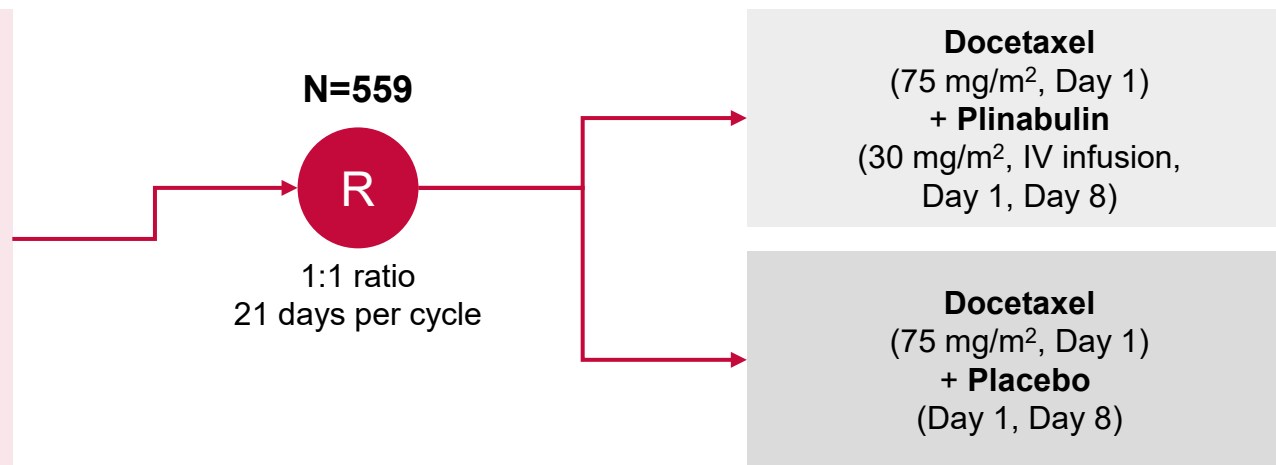 N=559
R
1:1 ratio
21 days per cycle
Docetaxel
(75 mg/m², Day 1)
+ Plinabulin
(30 mg/m², IV infusion,
Day 1, Day 8)
Docetaxel
(75 mg/m², Day 1)
+ Placebo
(Day 1, Day 8)